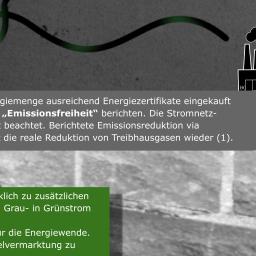 giemenge ausreichend Energiezertifikate eingekauft
„Emissionsfreiheit“ berichten. Die Stromnetz-
beachtet. Berichtete Emissionsreduktion via
die reale Reduktion von Treibhausgasen wieder (1).
klich zu zusätzlichen
Grau- in Grünstrom
ür die Energiewende.
elvermarktung zu